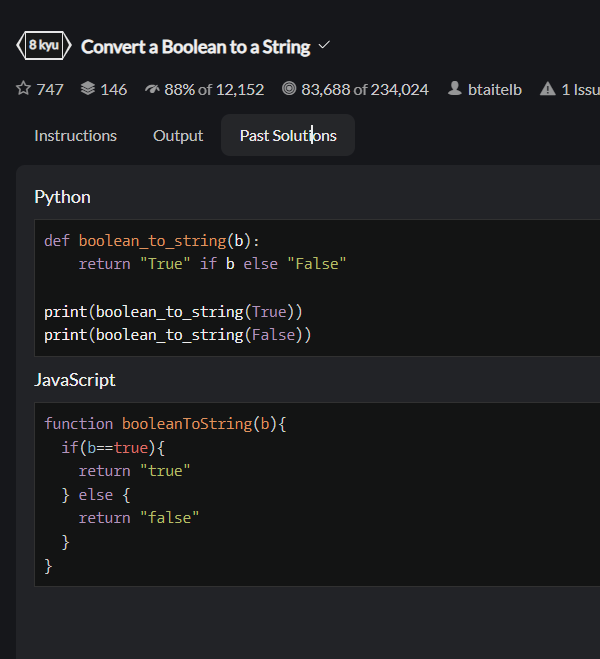 8 kyu Convert a Boolean to a String
747 146 88% of 12,152 83,688 of 234,024 btaitelb 1 Issu
Instructions Output Past Solutions
Python
def boolean_to_string(b):
    return "True" if b else "False"
print(boolean_to_string(True))
print(boolean_to_string(False))
JavaScript
function booleanToString(b){
  if(b==true){
    return "true"
  } else {
    return "false"
  }
}